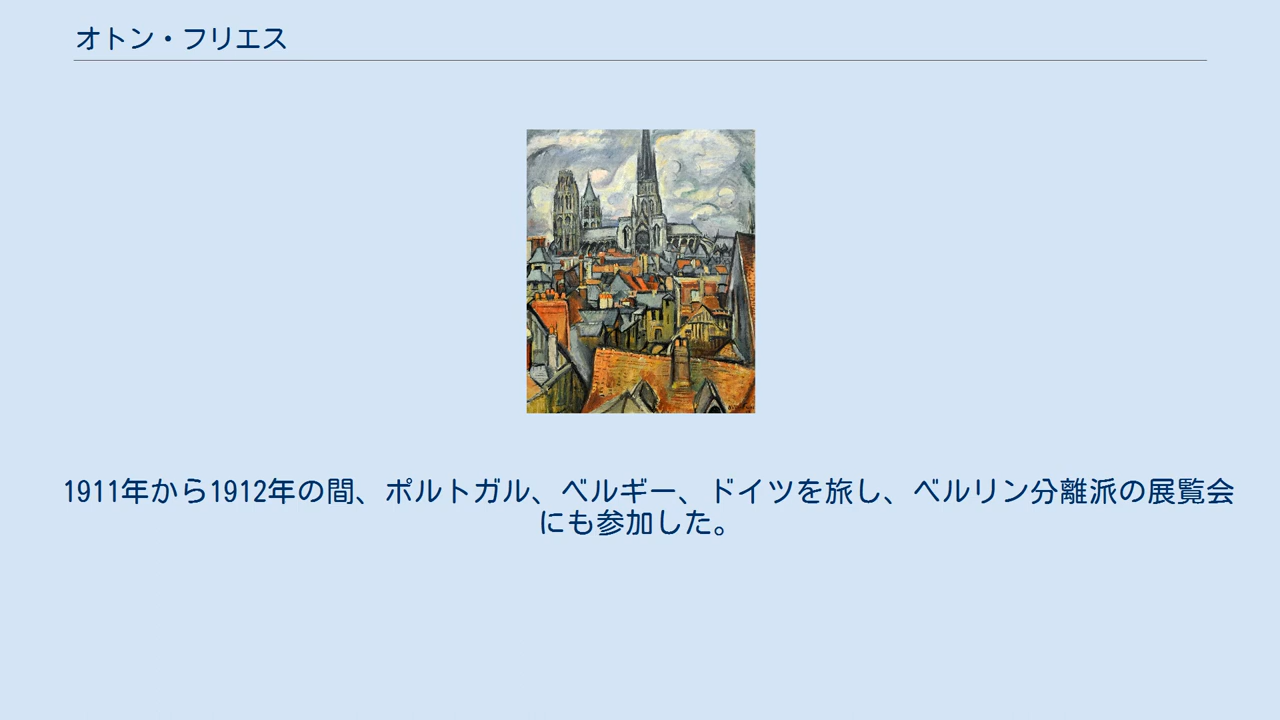 オトン・フリエス
1911年から1912年の間、ポルトガル、ベルギー、ドイツを旅し、ベルリン分離派の展覧会
にも参加した。